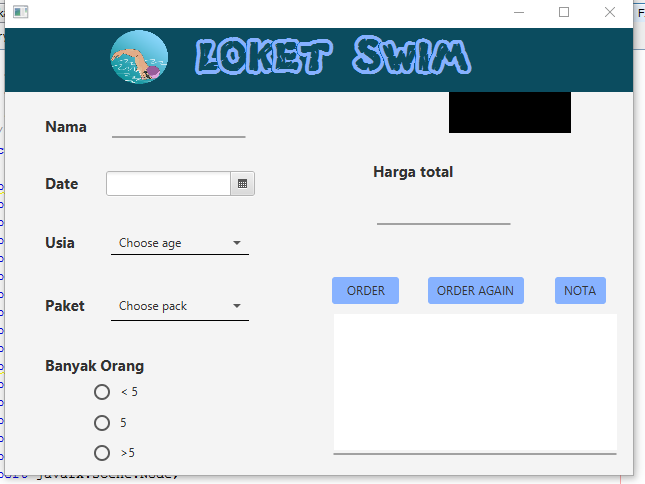 LOKET SWIM
Nama
Date
Harga total
Usia
Choose age
Paket
Choose pack
ORDER
ORDER AGAIN
NOTA
Banyak Orang
< 5
5
>5